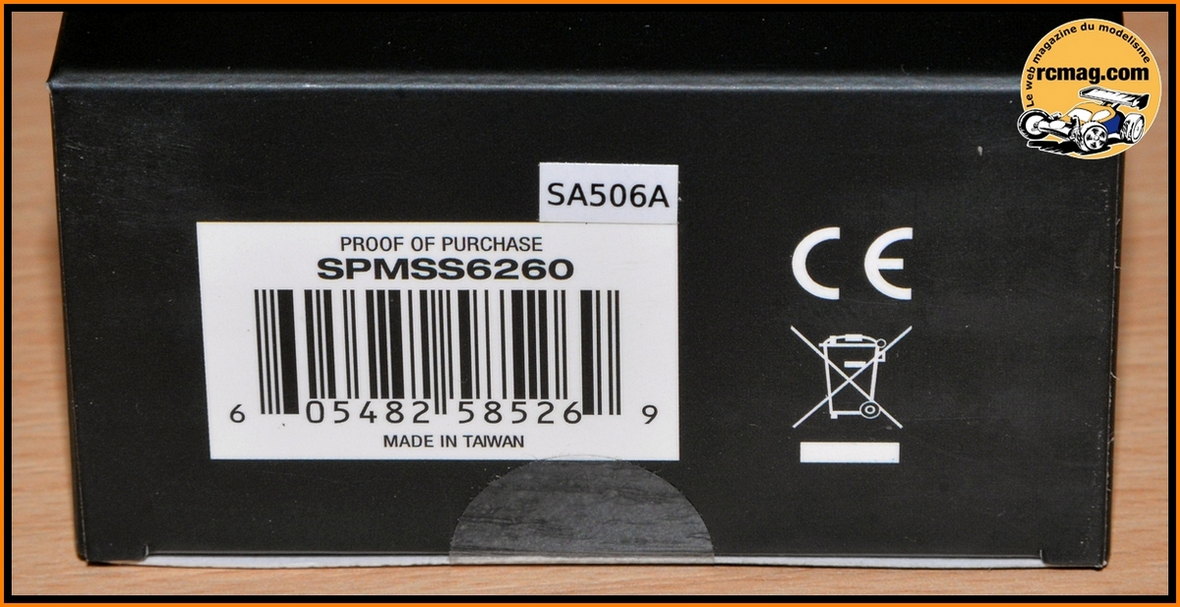 Le web magazine du modelisme
rcmag.com
SA506A
PROOF OF PURCHASE
SPMSS6260
6 05482 58526 9
MADE IN TAIWAN
CE